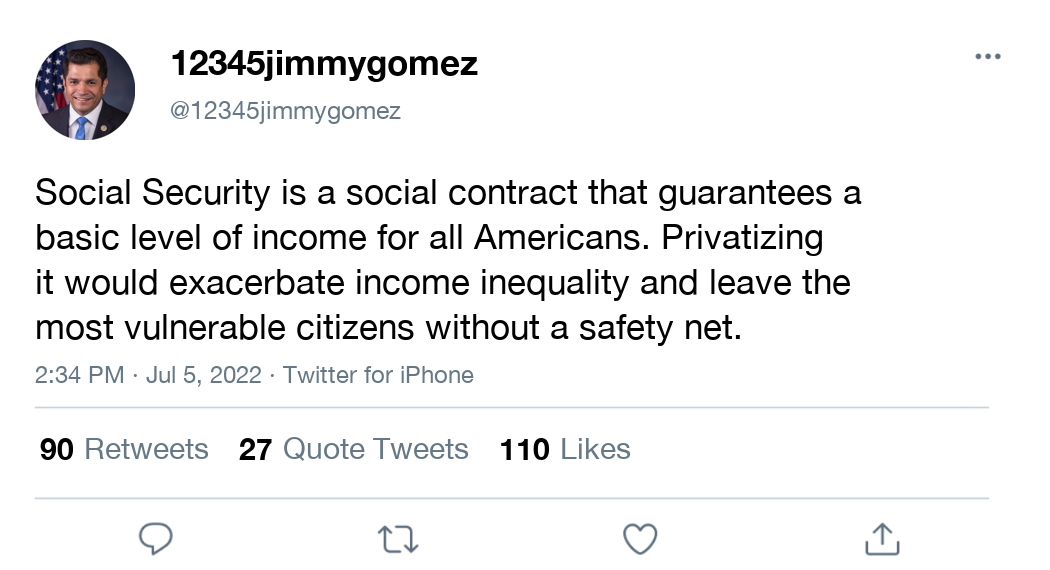 12345jimmygomez
@12345jimmygomez
Social Security is a social contract that guarantees a
basic level of income for all Americans. Privatizing
it would exacerbate income inequality and leave the
most vulnerable citizens without a safety net.
2:34 PM · Jul 5, 2022 · Twitter for iPhone
90 Retweets 27 Quote Tweets 110 Likes